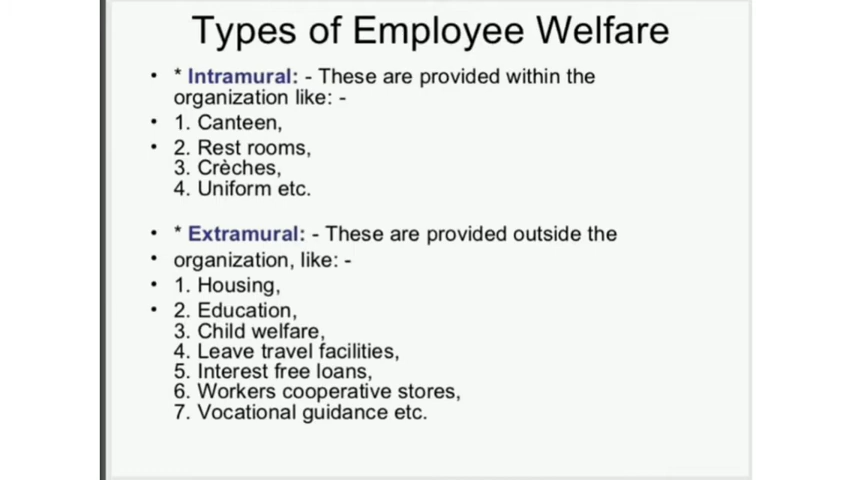 Types of Employee Welfare
• * Intramural: - These are provided within the
organization like: -
• 1. Canteen,
• 2. Rest rooms,
3. Crèches,
4. Uniform etc.
• * Extramural: - These are provided outside the
• organization, like: -
• 1. Housing,
• 2. Education,
3. Child welfare,
4. Leave travel facilities,
5. Interest free loans,
6. Workers cooperative stores,
7. Vocational guidance etc.